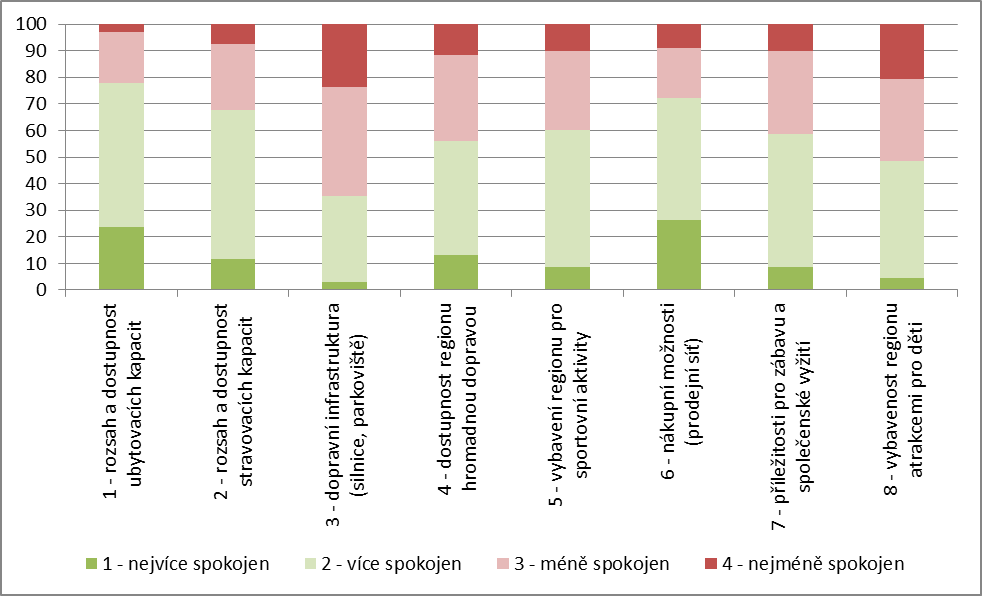 100
90
80
70
60
50
40
30
20
10
0
1 - rozsah a dostupnost
ubytovacích kapacit
2 - rozsah a dostupnost
stravovacích kapacit
3 - dopravní infrastruktura
(silnice, parkoviště)
4 - dostupnost regionu
hromadnou dopravou
5 - vybavení regionu pro
sportovní aktivity
6 - nákupní možnosti
(prodejní síť)
7 - příležitosti pro zábavu a
společenské vyžití
8 - vybavenost regionu
atrakcemi pro děti
1 - nejvíce spokojen
2 - více spokojen
3 - méně spokojen
4 - nejméně spokojen